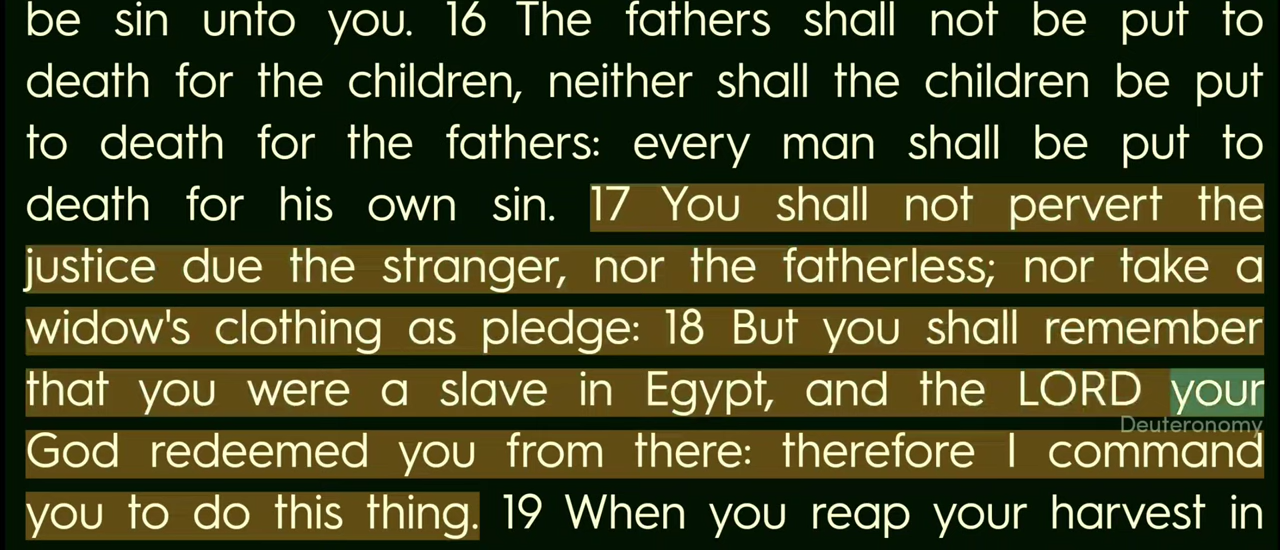 be sin unto you. 16 The fathers shall not be put to
death for the children, neither shall the children be put
to death for the fathers: every man shall be put to
death for his own sin. 17 You shall not pervert the
justice due the stranger, nor the fatherless; nor take a
widow's clothing as pledge: 18 But you shall remember
that you were a slave in Egypt, and the LORD your
Deuteronomy
God redeemed you from there: therefore I command
you to do this thing. 19 When you reap your harvest in